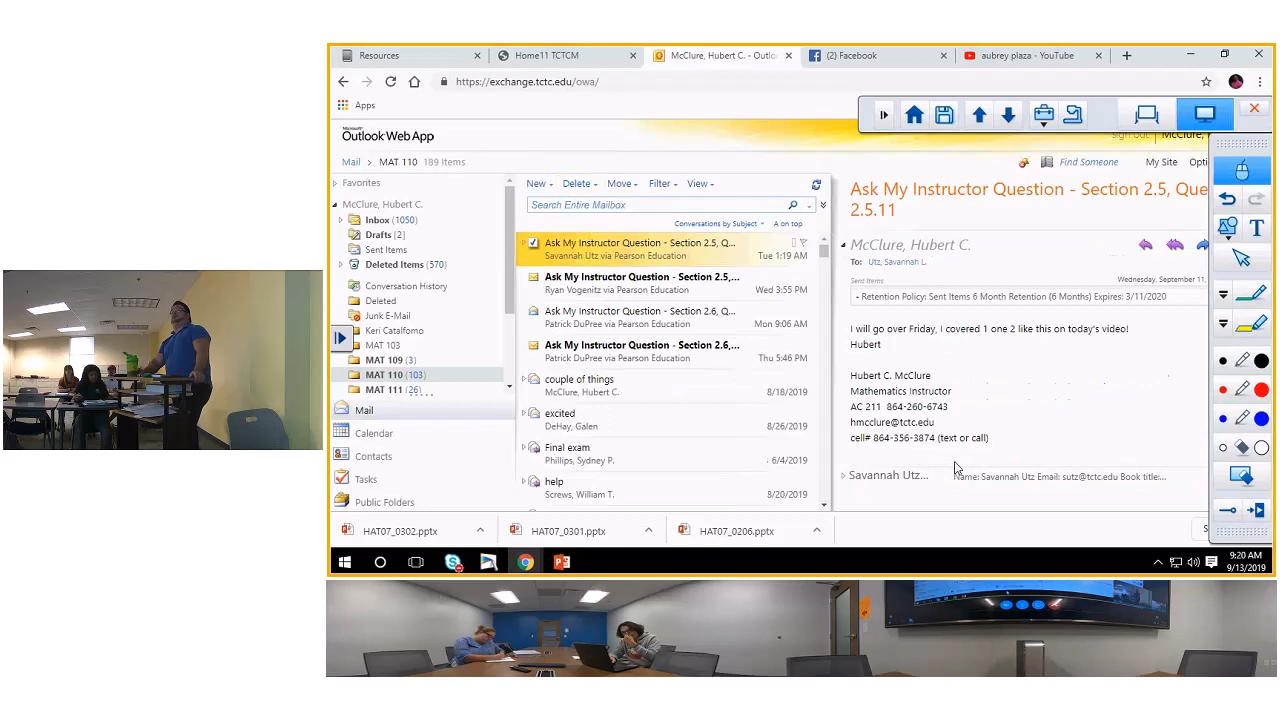 Resources
Home11 TCTCM
McClure, Hubert C. - Outlo
(2) Facebook
aubrey plaza - YouTube
https://exchange.tctc.edu/owa/
Apps
Microsoft
Outlook Web App
sign out
McClure,
Mail > MAT 110 189 Items
Find Someone
My Site
Opti
Favorites
McClure, Hubert C.
Inbox (1050)
Drafts [2]
Sent Items
Deleted Items (570)
Conversation History
Deleted
Junk E-Mail
Keri Catalfomo
MAT 103
MAT 109 (3)
MAT 110 (103)
MAT 111 (26)
Mail
Calendar
Contacts
Tasks
Public Folders
New
Delete
Move
Filter
View
Search Entire Mailbox
Conversations by Subject
A on top
Ask My Instructor Question - Section 2.5, Q...
Savannah Utz via Pearson Education Tue 1:19 AM
Ask My Instructor Question - Section 2.5,...
Ryan Vogenitz via Pearson Education Wed 3:55 PM
Ask My Instructor Question - Section 2.6, Q...
Patrick DuPree via Pearson Education Mon 9:06 AM
Ask My Instructor Question - Section 2.6,...
Patrick DuPree via Pearson Education Thu 5:46 PM
couple of things
McClure, Hubert C. 8/18/2019
excited
DeHay, Galen 8/26/2019
Final exam
Phillips, Sydney P. 6/4/2019
help
Screws, William T. 8/20/2019
Ask My Instructor Question - Section 2.5, Que
2.5.11
McClure, Hubert C.
To: Utz, Savannah L.
Sent Items
Wednesday, September 11,
- Retention Policy: Sent Items 6 Month Retention (6 Months) Expires: 3/11/2020
I will go over Friday, I covered 1 one 2 like this on today's video!
Hubert
Hubert C. McClure
Mathematics Instructor
AC 211 864-260-6743
hmcclure@tctc.edu
cell# 864-356-3874 (text or call)
Savannah Utz...
Name: Savannah Utz Email: sutz@tctc.edu Book title:...
HAT07_0302.pptx
HAT07_0301.pptx
HAT07_0206.pptx
S
9:20 AM
9/13/2019